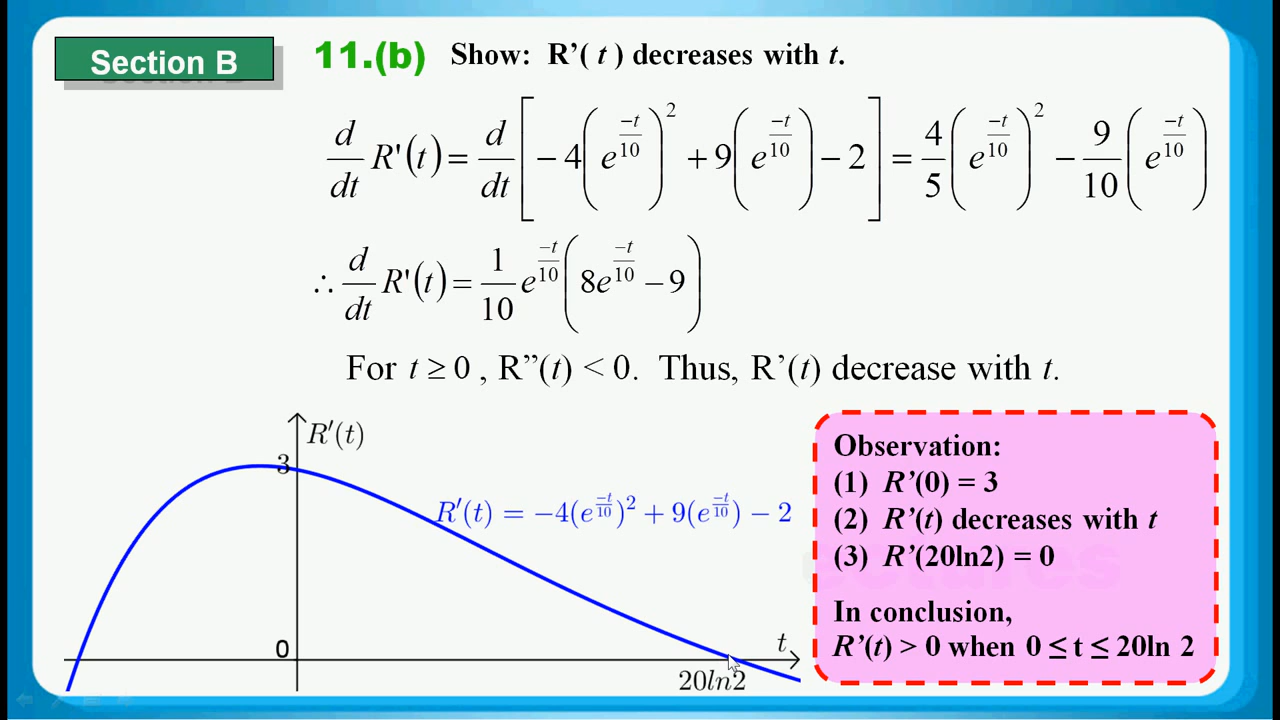 Section B
11.(b) Show: R’( t ) decreases with t.
d/dt R'(t) = d/dt [ − 4( e^(−t/10) )^2 + 9( e^(−t/10) ) − 2 ] = 4/5 ( e^(−t/10) )^2 − 9/10 ( e^(−t/10) )
∴ d/dt R'(t) = 1/10 e^(−t/10) ( 8e^(−t/10) − 9 )
For t ≥ 0 , R”(t) < 0. Thus, R’(t) decrease with t.
R′(t)
3
R′(t) = −4(e^(−t/10))^2 + 9(e^(−t/10)) − 2
0
t
20ln2
Observation:
(1) R’(0) = 3
(2) R’(t) decreases with t
(3) R’(20ln2) = 0
In conclusion,
R’(t) > 0 when 0 ≤ t ≤ 20ln 2